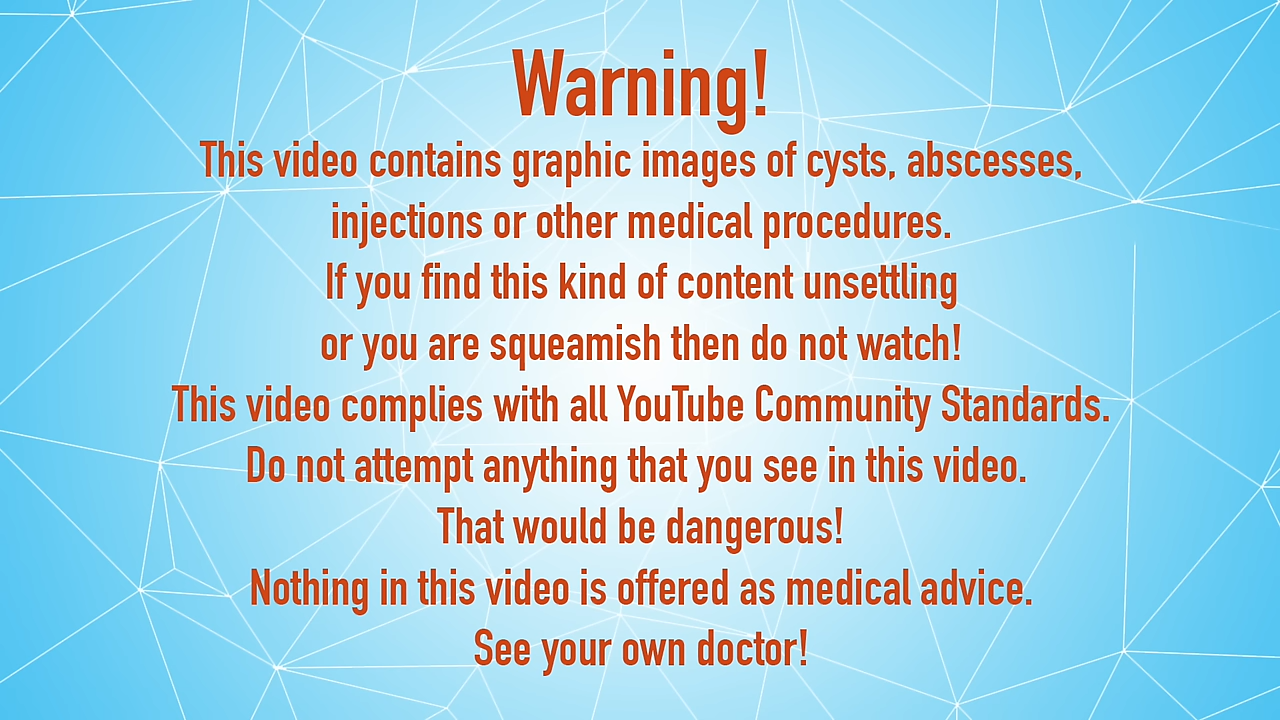 Warning!
This video contains graphic images of cysts, abscesses,
injections or other medical procedures.
If you find this kind of content unsettling
or you are squeamish then do not watch!
This video complies with all YouTube Community Standards.
Do not attempt anything that you see in this video.
That would be dangerous!
Nothing in this video is offered as medical advice.
See your own doctor!